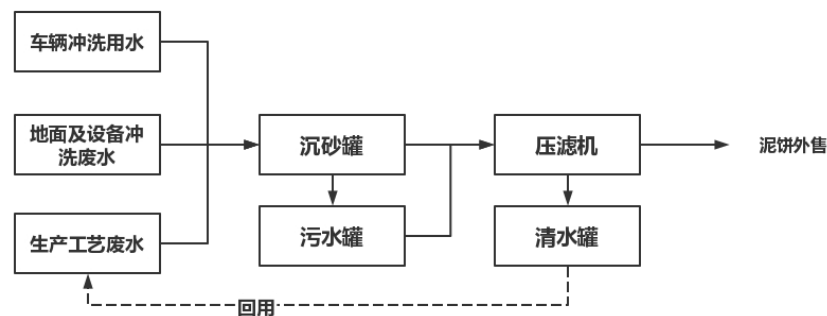 车辆冲洗用水
地面及设备冲
洗废水
沉砂罐
压滤机
泥饼外售
生产工艺废水
污水罐
清水罐
回用